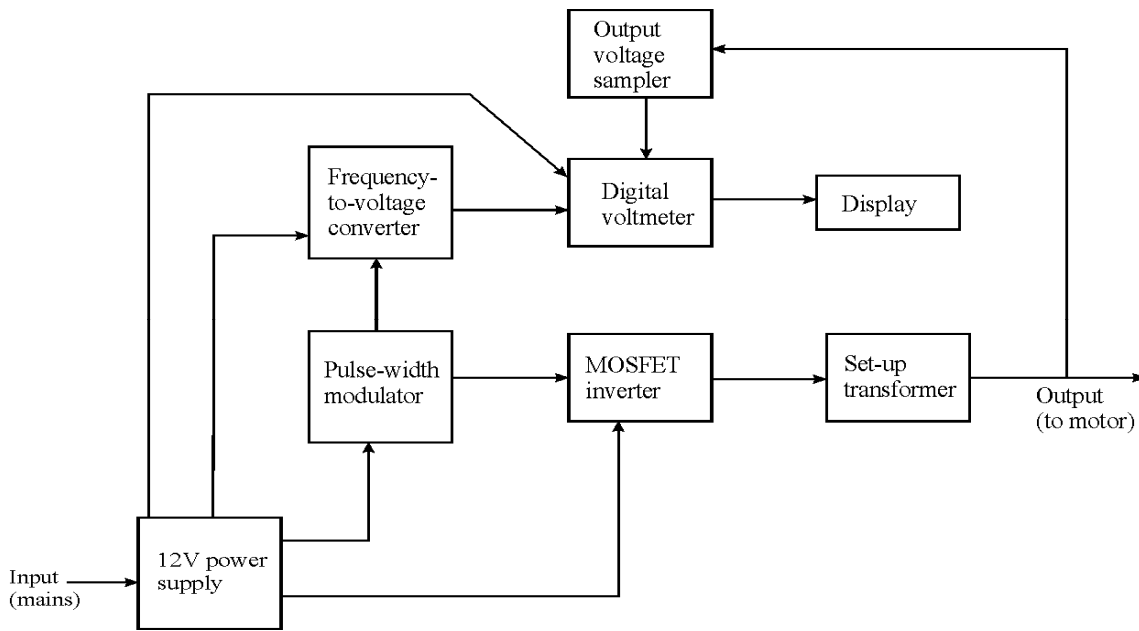 Output
voltage
sampler
Frequency-
to-voltage
converter
Digital
voltmeter
Display
Pulse-width
modulator
MOSFET
inverter
Set-up
transformer
Output
(to motor)
12V power
supply
Input
(mains)